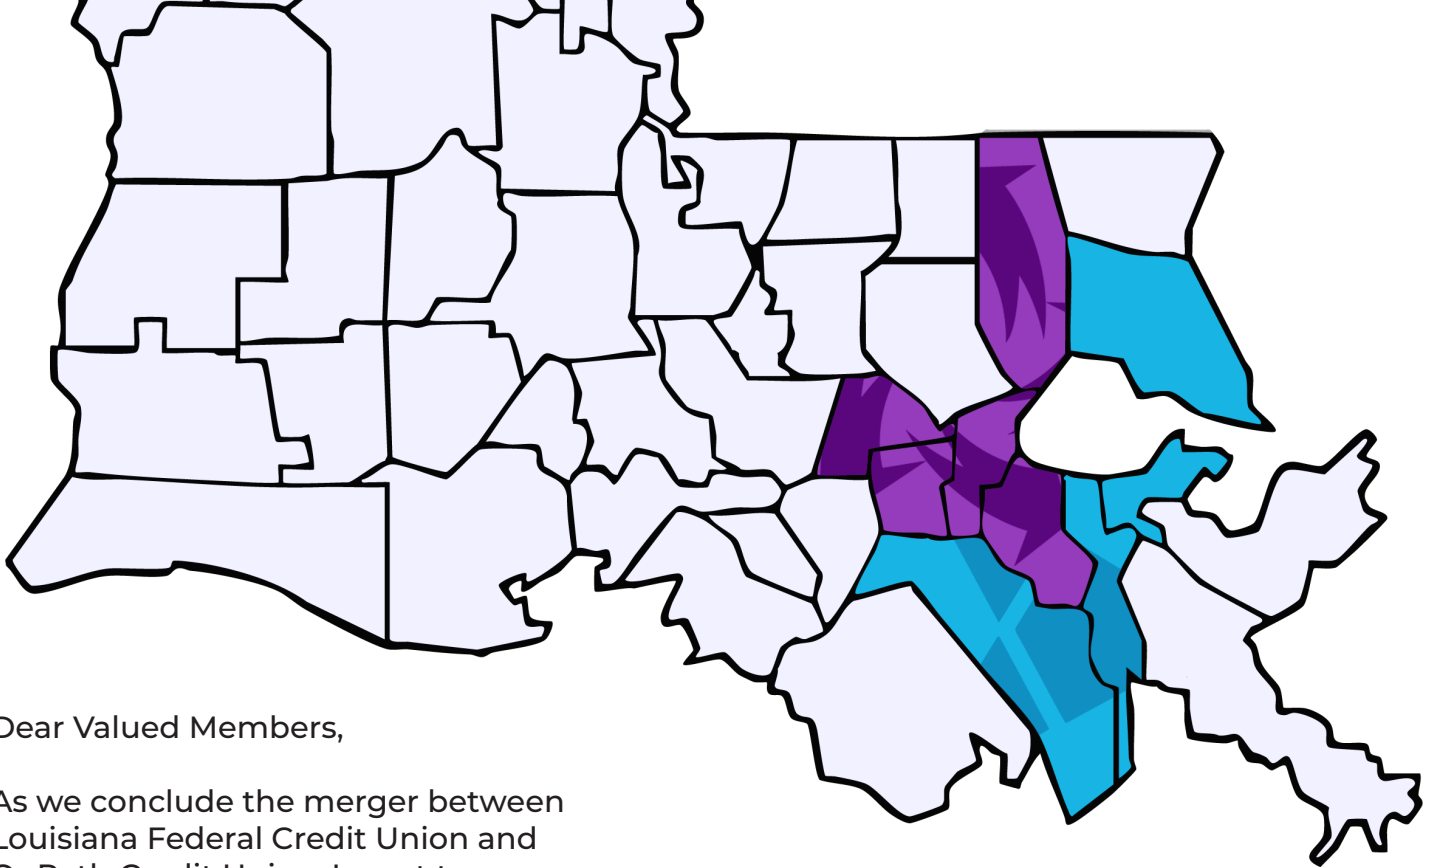 Dear Valued Members,
As we conclude the merger between
Louisiana Federal Credit Union and